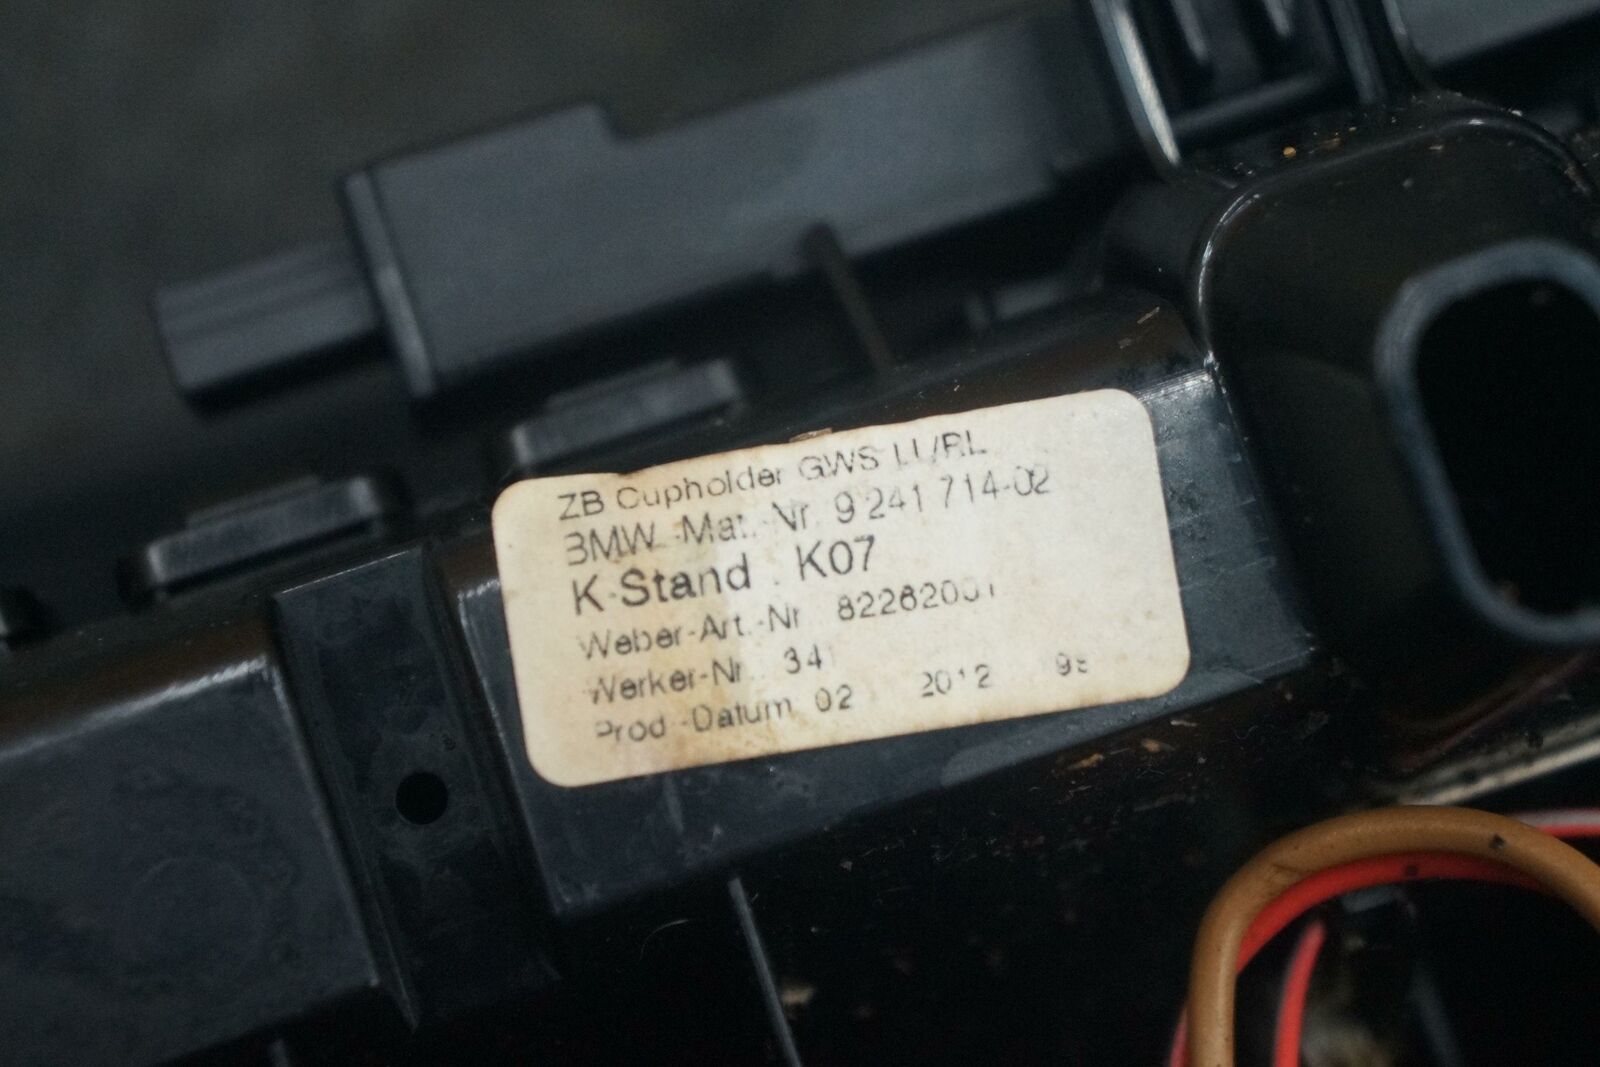 ZB Cupholder GWS LL/RL
BMW-Mat.-Nr. 9 241 714-02
K-Stand : K07
Weber-Art.-Nr.
Werker-Nr.: 341
Prod.-Datum 02 2012